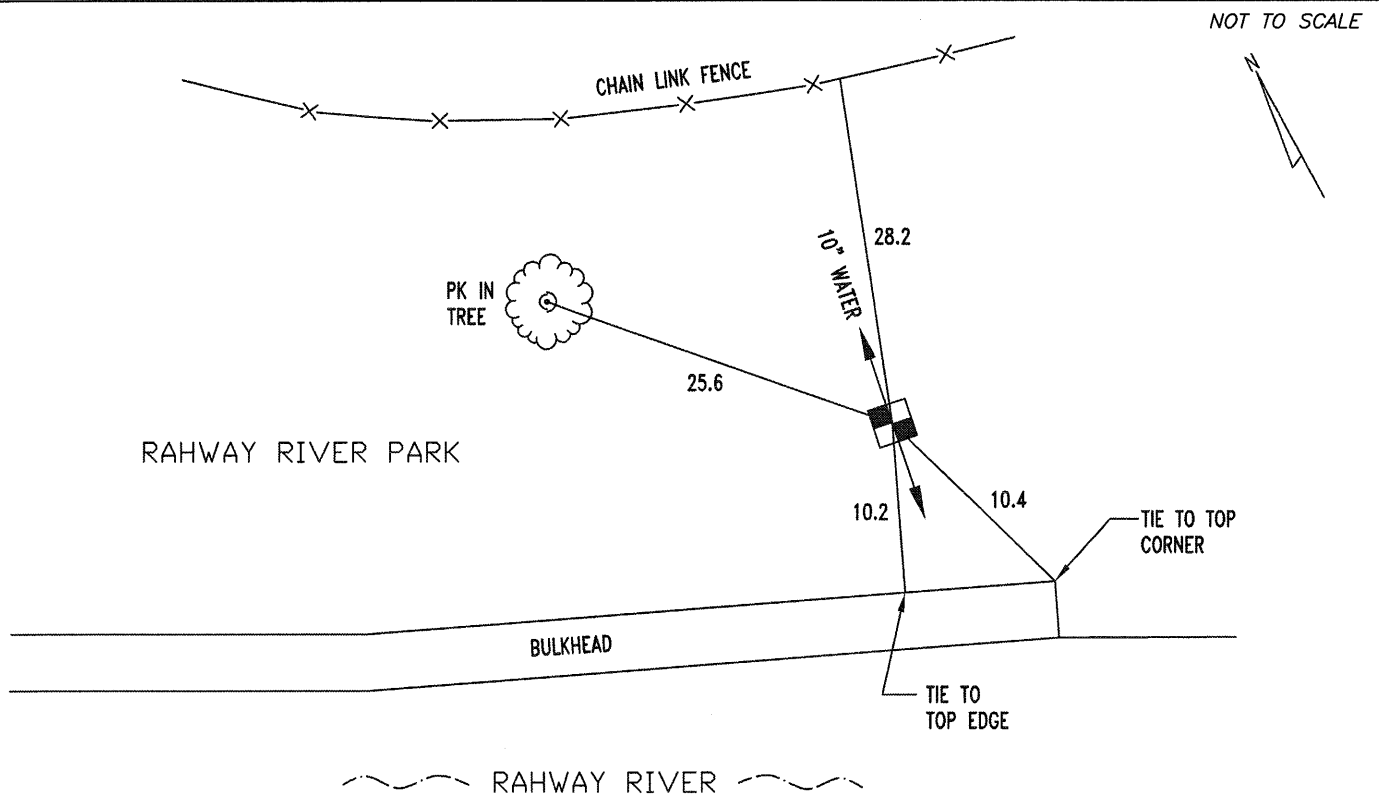 NOT TO SCALE
N
CHAIN LINK FENCE
28.2
10" WATER
PK IN
TREE
25.6
RAHWAY RIVER PARK
10.2
10.4
TIE TO TOP
CORNER
BULKHEAD
TIE TO
TOP EDGE
RAHWAY RIVER